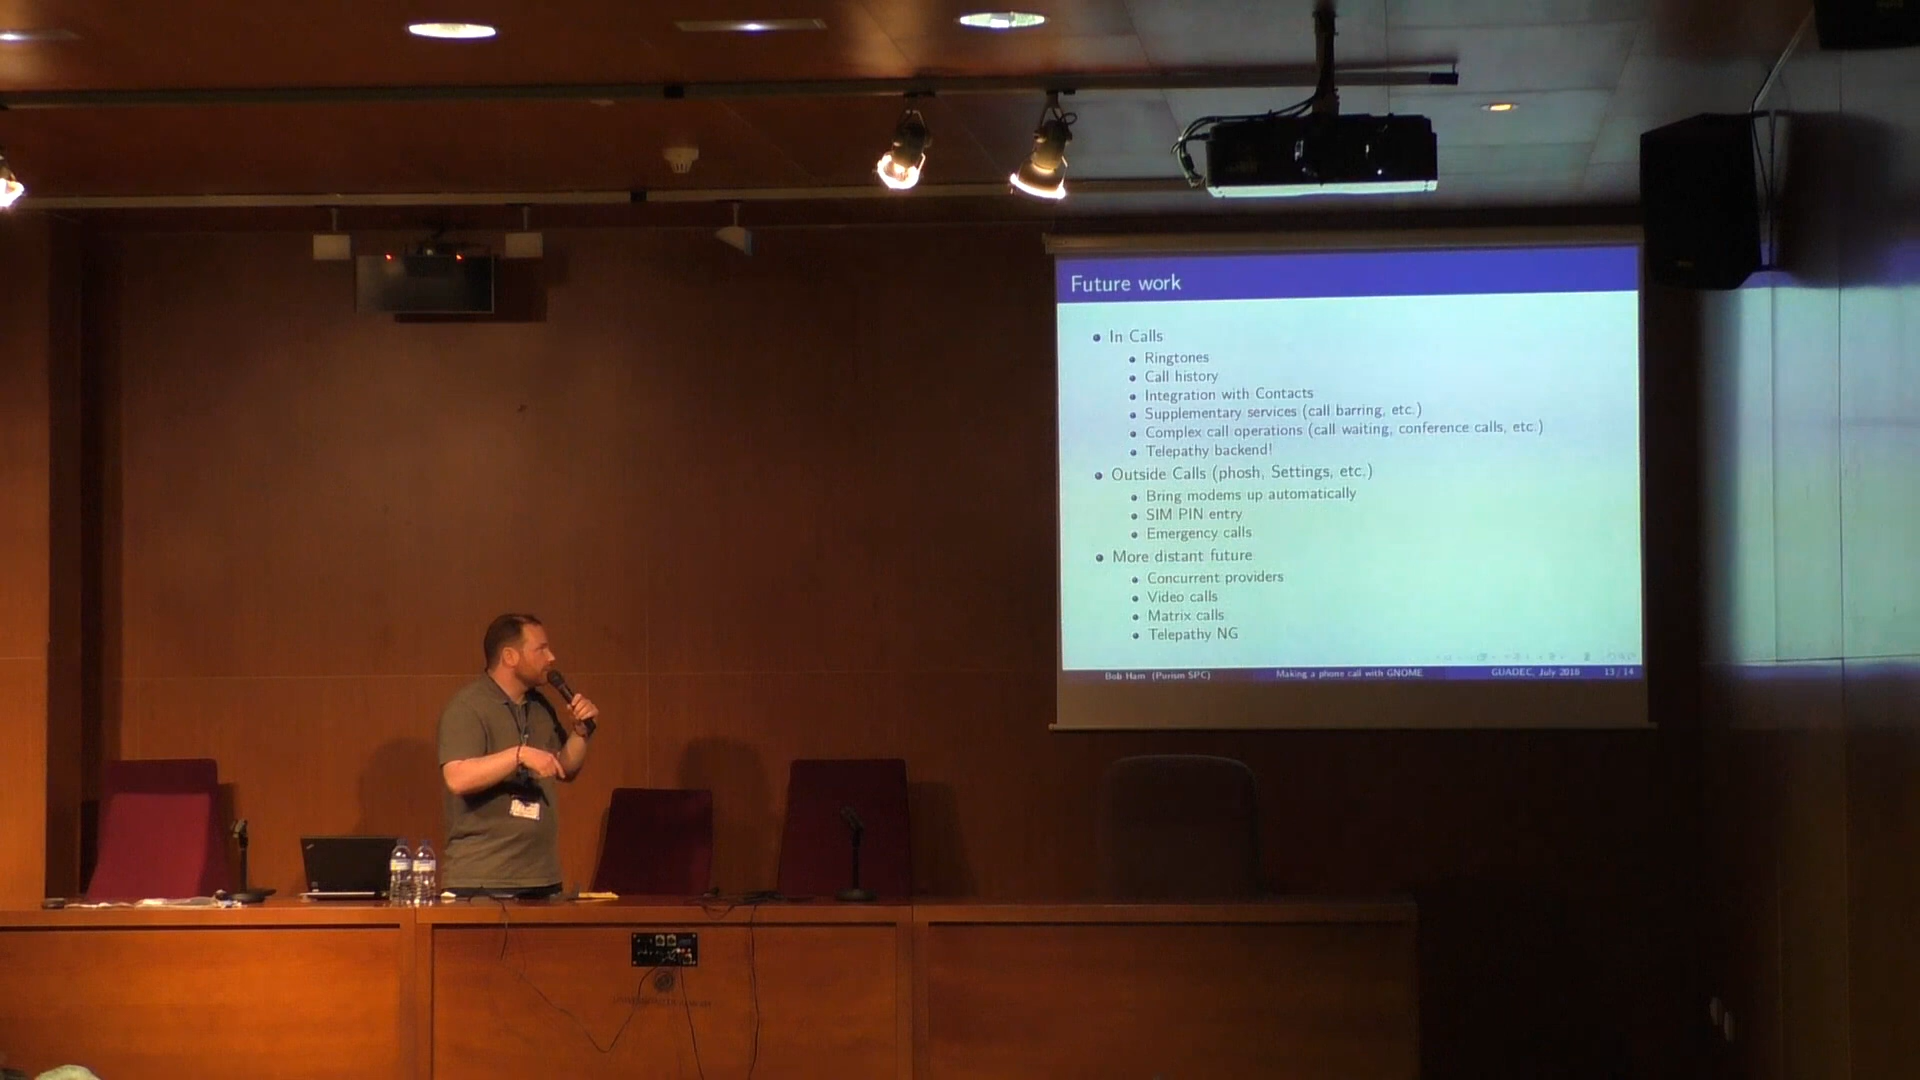 Future work
In Calls
Ringtones
Call history
Integration with Contacts
Supplementary services (call barring, etc.)
Complex call operations (call waiting, conference calls, etc.)
Telepathy backend!
Outside Calls (phosh, Settings, etc.)
Bring modems up automatically
SIM PIN entry
Emergency calls
More distant future
Concurrent providers
Video calls
Matrix calls
Telepathy NG
Bob Ham (Purism SPC) Making a phone call with GNOME GUADEC, July 2018 13 / 14